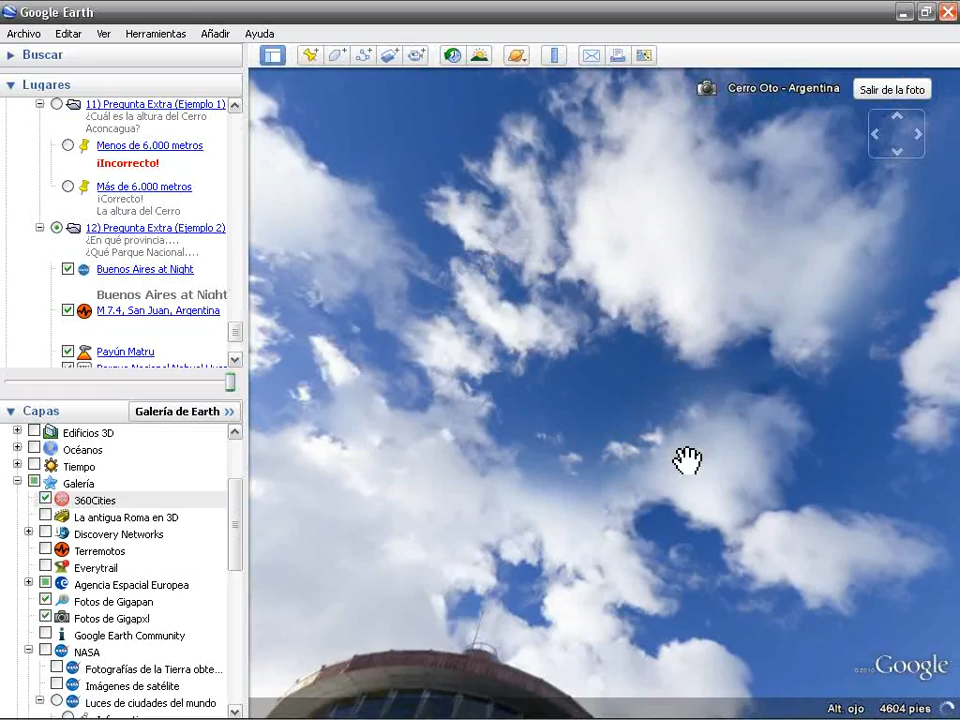 Google Earth
Archivo Editar Ver Herramientas Añadir Ayuda
Buscar
Lugares
11) Pregunta Extra (Ejemplo 1)
¿Cuál es la altura del Cerro
Aconcagua?
Menos de 6.000 metros
¡Incorrecto!
Más de 6.000 metros
¡Correcto!
La altura del Cerro
12) Pregunta Extra (Ejemplo 2)
¿En qué provincia....
¿Qué Parque Nacional....
Buenos Aires at Night
Buenos Aires at Night
M 7.4, San Juan, Argentina
Payún Matru
Capas
Galería de Earth >>
Edificios 3D
Océanos
Tiempo
Galería
360Cities
La antigua Roma en 3D
Discovery Networks
Terremotos
Everytrail
Agencia Espacial Europea
Fotos de Gigapan
Fotos de Gigapxl
Google Earth Community
NASA
Fotografías de la Tierra obte...
Imágenes de satélite
Luces de ciudades del mundo
Cerro Oto - Argentina
Salir de la foto
©2010 Google
Alt. ojo 4604 pies